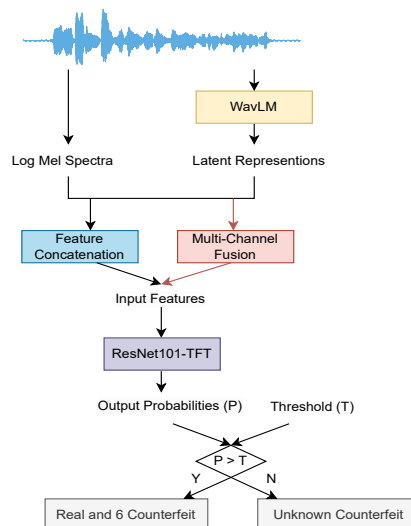 WavLM
Log Mel Spectra
Latent Representions
Feature
Concatenation
Multi-Channel
Fusion
Input Features
ResNet101-TFT
Output Probabilities (P)
Threshold (T)
P > T
Y
N
Real and 6 Counterfeit
Unknown Counterfeit